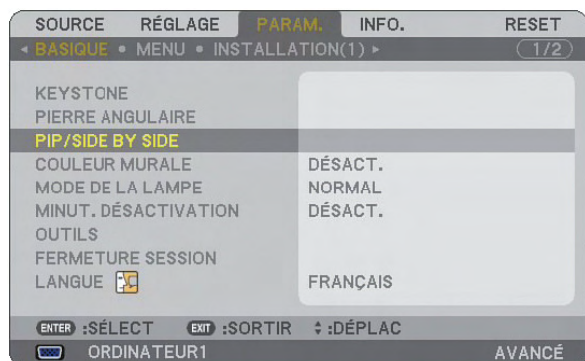 SOURCE RÉGLAGE PARAM. INFO. RESET
BASIQUE • MENU • INSTALLATION(1) 1/2
KEYSTONE
PIERRE ANGULAIRE
PIP/SIDE BY SIDE
COULEUR MURALE DÉSACT.
MODE DE LA LAMPE NORMAL
MINUT. DÉSACTIVATION DÉSACT.
OUTILS
FERMETURE SESSION
LANGUE FRANÇAIS
ENTER :SÉLECT EXIT :SORTIR :DÉPLAC
ORDINATEUR1 AVANCÉ